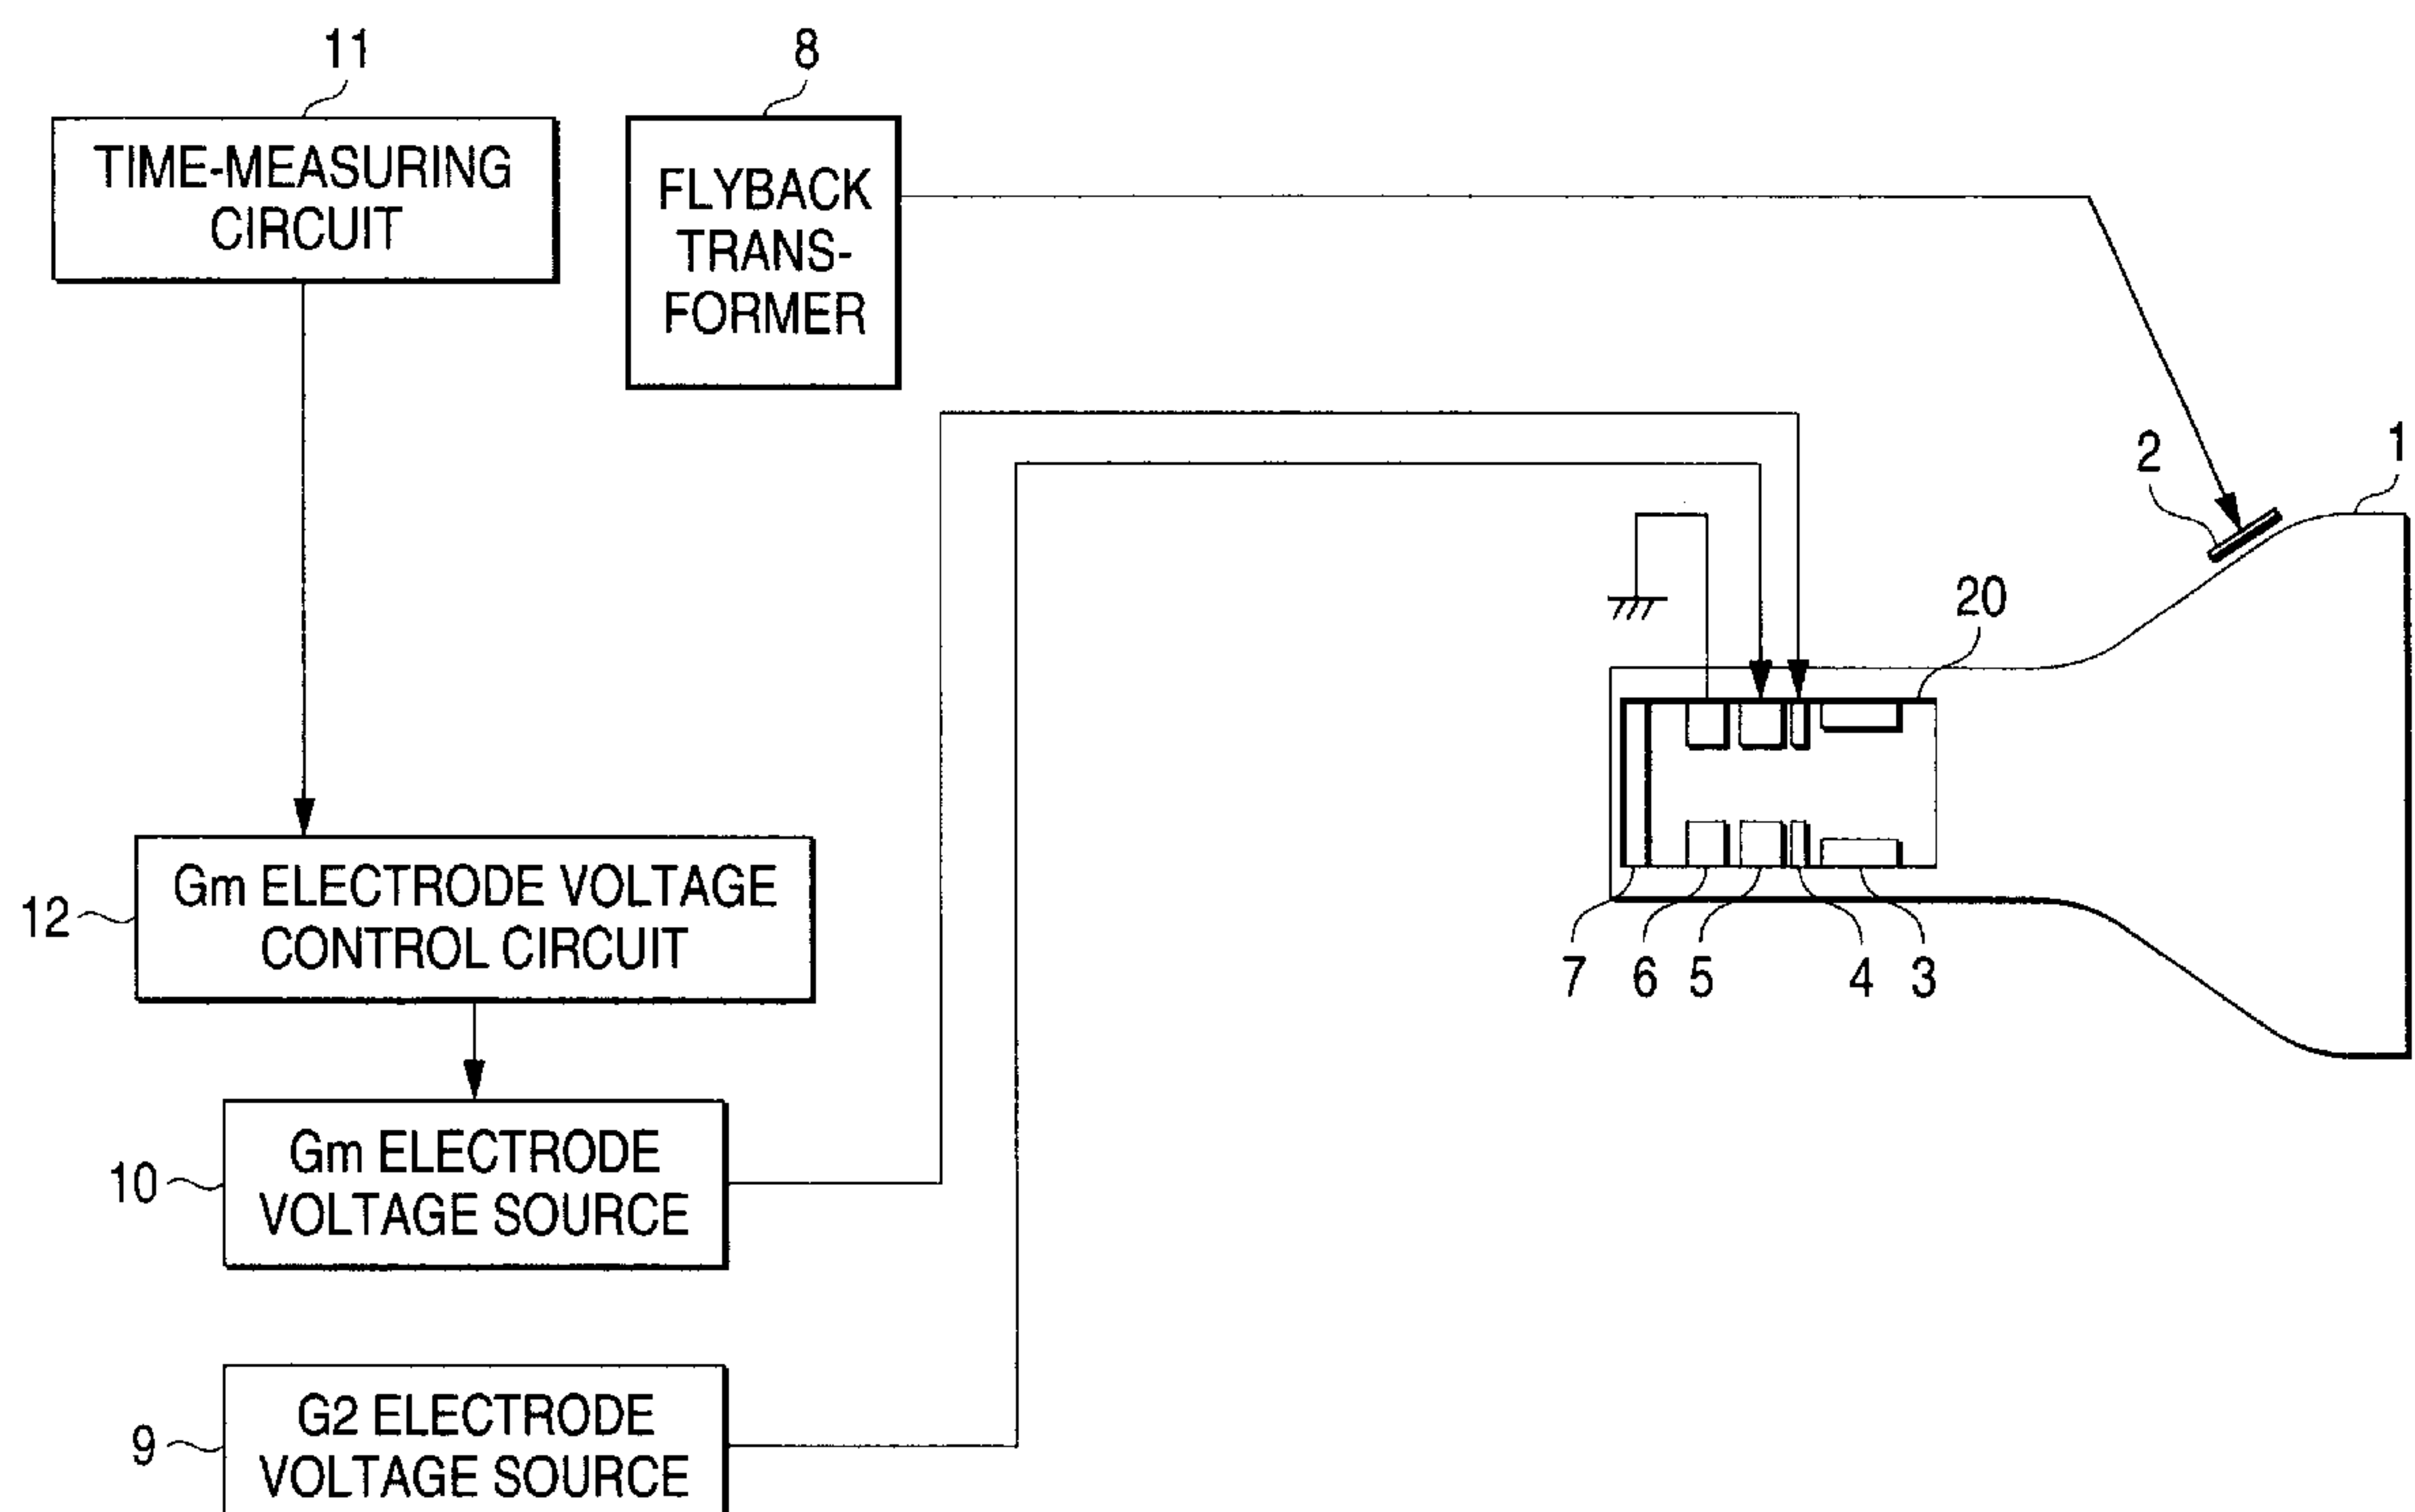 11
8
TIME-MEASURING
CIRCUIT
FLYBACK
TRANS-
FORMER
2
1
20
12
Gm ELECTRODE VOLTAGE
CONTROL CIRCUIT
7 6 5 4 3
10
Gm ELECTRODE
VOLTAGE SOURCE
9
G2 ELECTRODE
VOLTAGE SOURCE